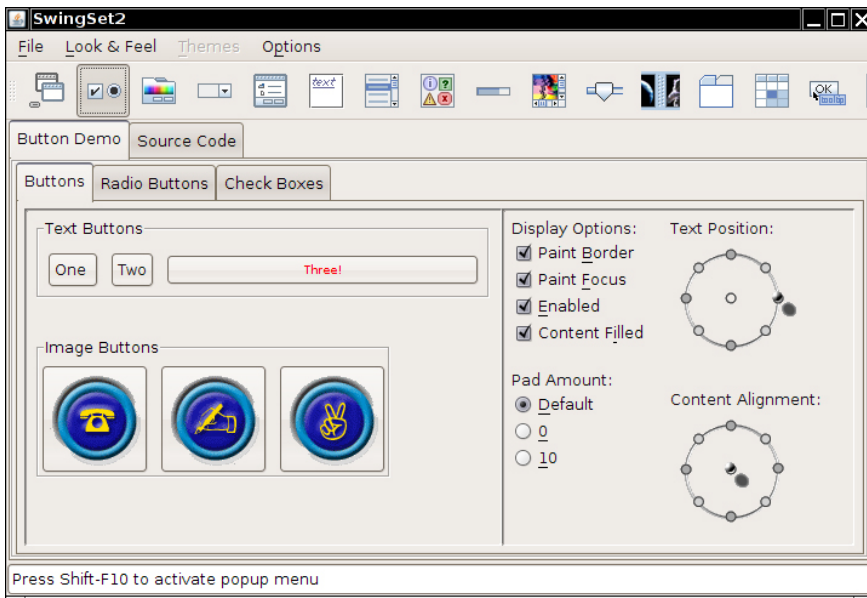 SwingSet2
File Look & Feel Themes Options
text
OK
tooltip
Button Demo Source Code
Buttons Radio Buttons Check Boxes
Text Buttons
One Two Three!
Image Buttons
Display Options:
Paint Border
Paint Focus
Enabled
Content Filled
Text Position:
Pad Amount:
Default
0
10
Content Alignment:
Press Shift-F10 to activate popup menu